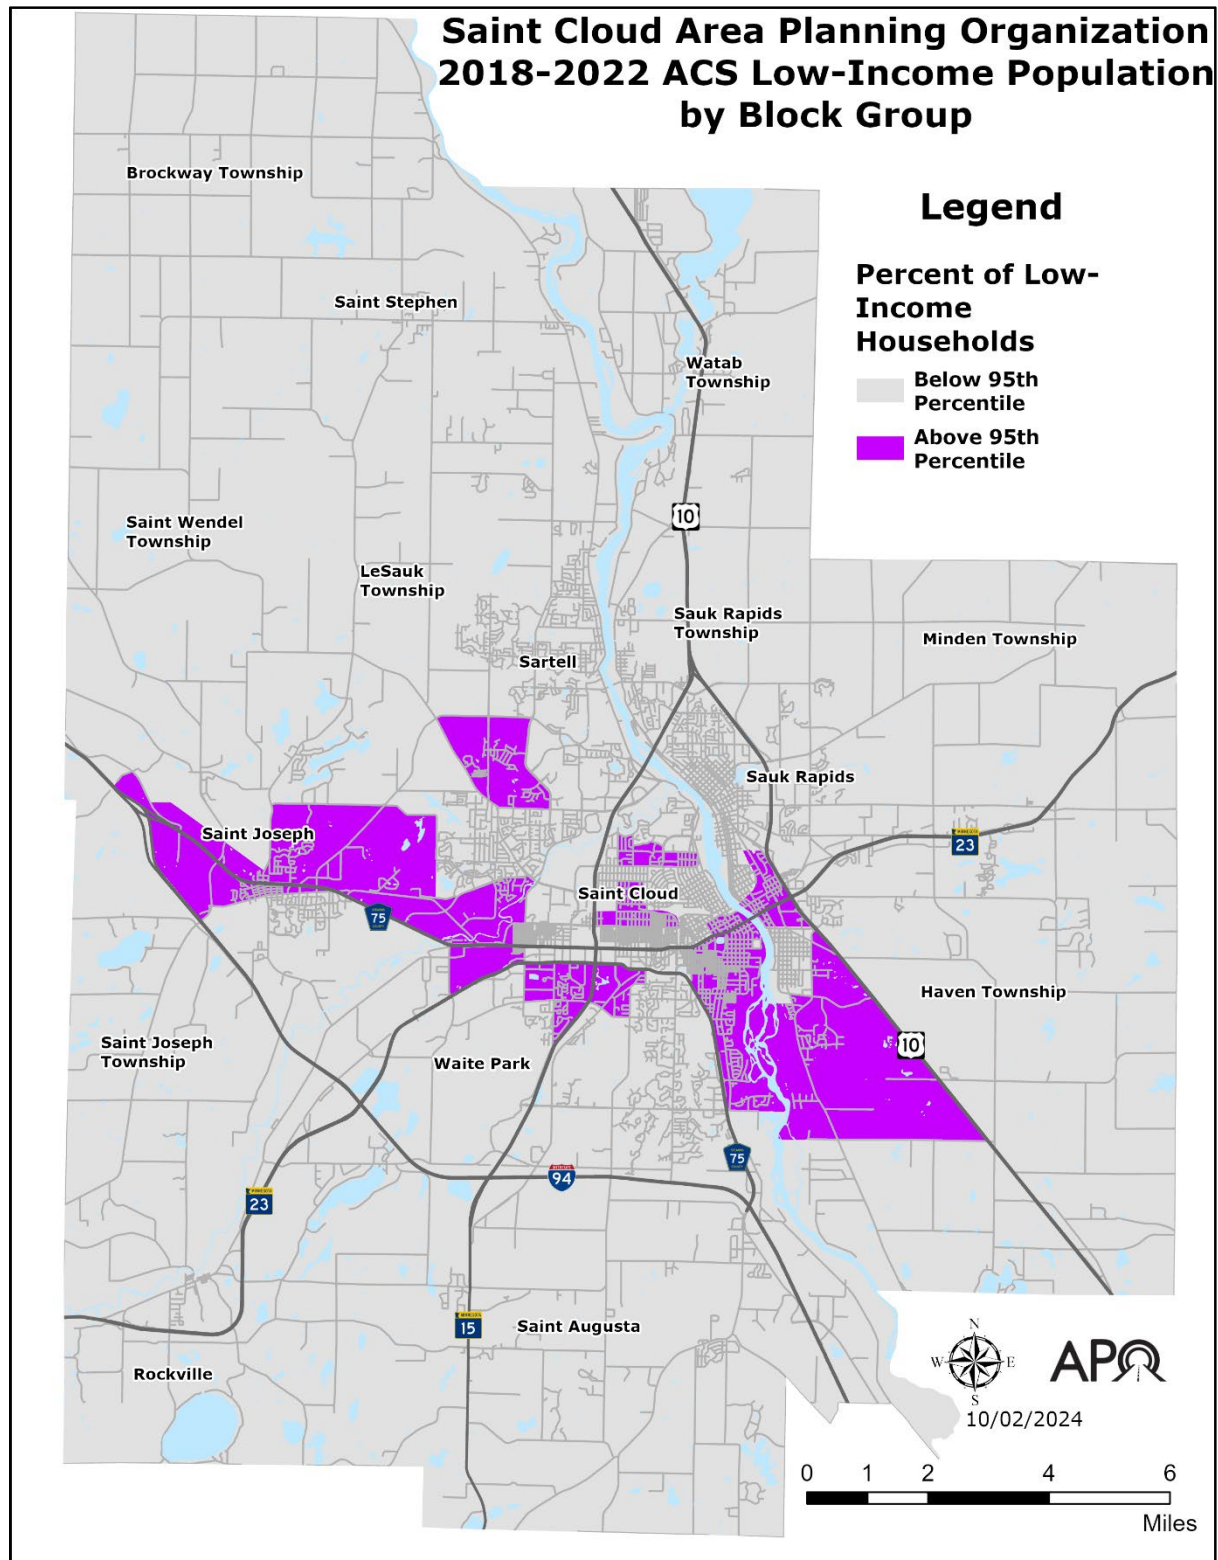 Saint Cloud Area Planning Organization
2018-2022 ACS Low-Income Population
by Block Group
Legend
Percent of Low-
Income
Households
Below 95th
Percentile
Above 95th
Percentile
Brockway Township
Saint Stephen
Watab
Township
10
Saint Wendel
Township
LeSauk
Township
Sauk Rapids
Township
Minden Township
Sartell
Sauk Rapids
Saint Joseph
23
Saint Cloud
75
Haven Township
10
Saint Joseph
Township
Waite Park
75
94
23
15
Saint Augusta
Rockville
N
W E
S
APO
10/02/2024
0 1 2 4 6
Miles